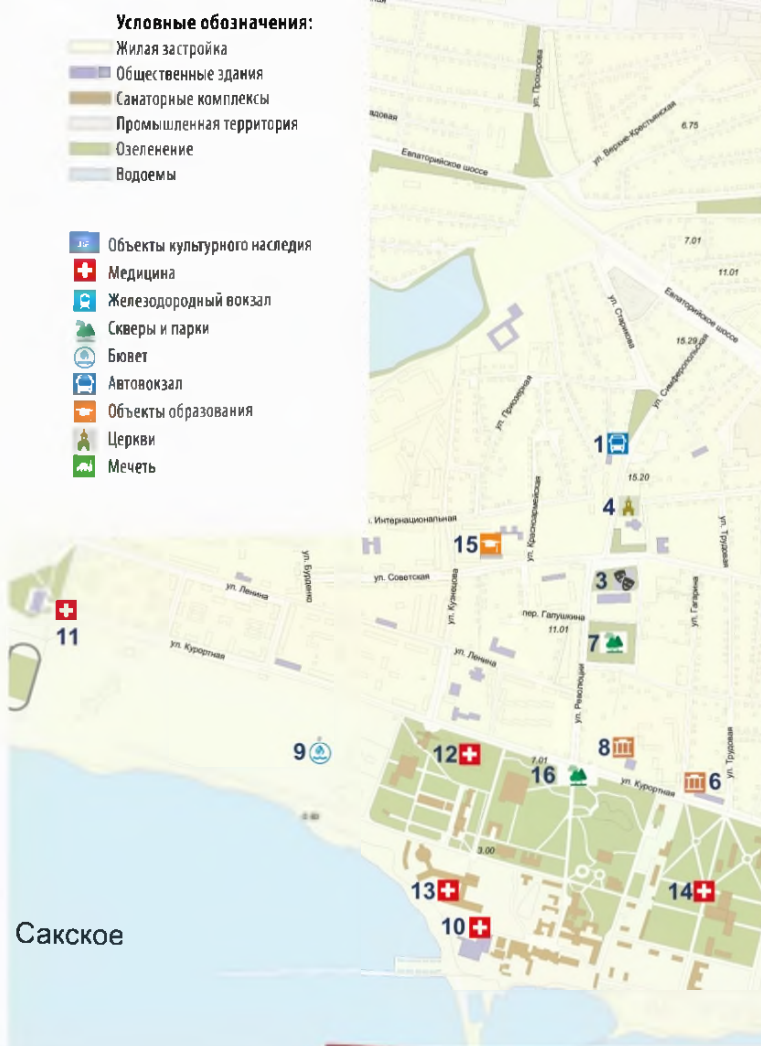 Условные обозначения:
Жилая застройка
Общественные здания
Санаторные комплексы
Промышленная территория
Озеленение
Водоемы
Объекты культурного наследия
Медицина
Железодородный вокзал
Скверы и парки
Бювет
Автовокзал
Объекты образования
Церкви
Мечеть
ул. Прохорова
ул. Верхне-Крестьянская
6.75
Евпаторийское шоссе
7.01
11.01
ул. Старикова
Евпаторийское шоссе
15.29
ул. Симферопольская
ул. Приозерная
1
15.20
ул. Красноармейская
4
Интернациональная
15
ул. Трудовая
ул. Буденко
ул. Советская
3
ул. Ленина
ул. Кузнецова
ул. Гагарина
11
пер. Галушкина
11.01
7
ул. Курортная
ул. Ленина
ул. Революции
9
12
7.01
16
8
6
ул. Трудовая
ул. Курортная
3.00
13
14
10
Сакское